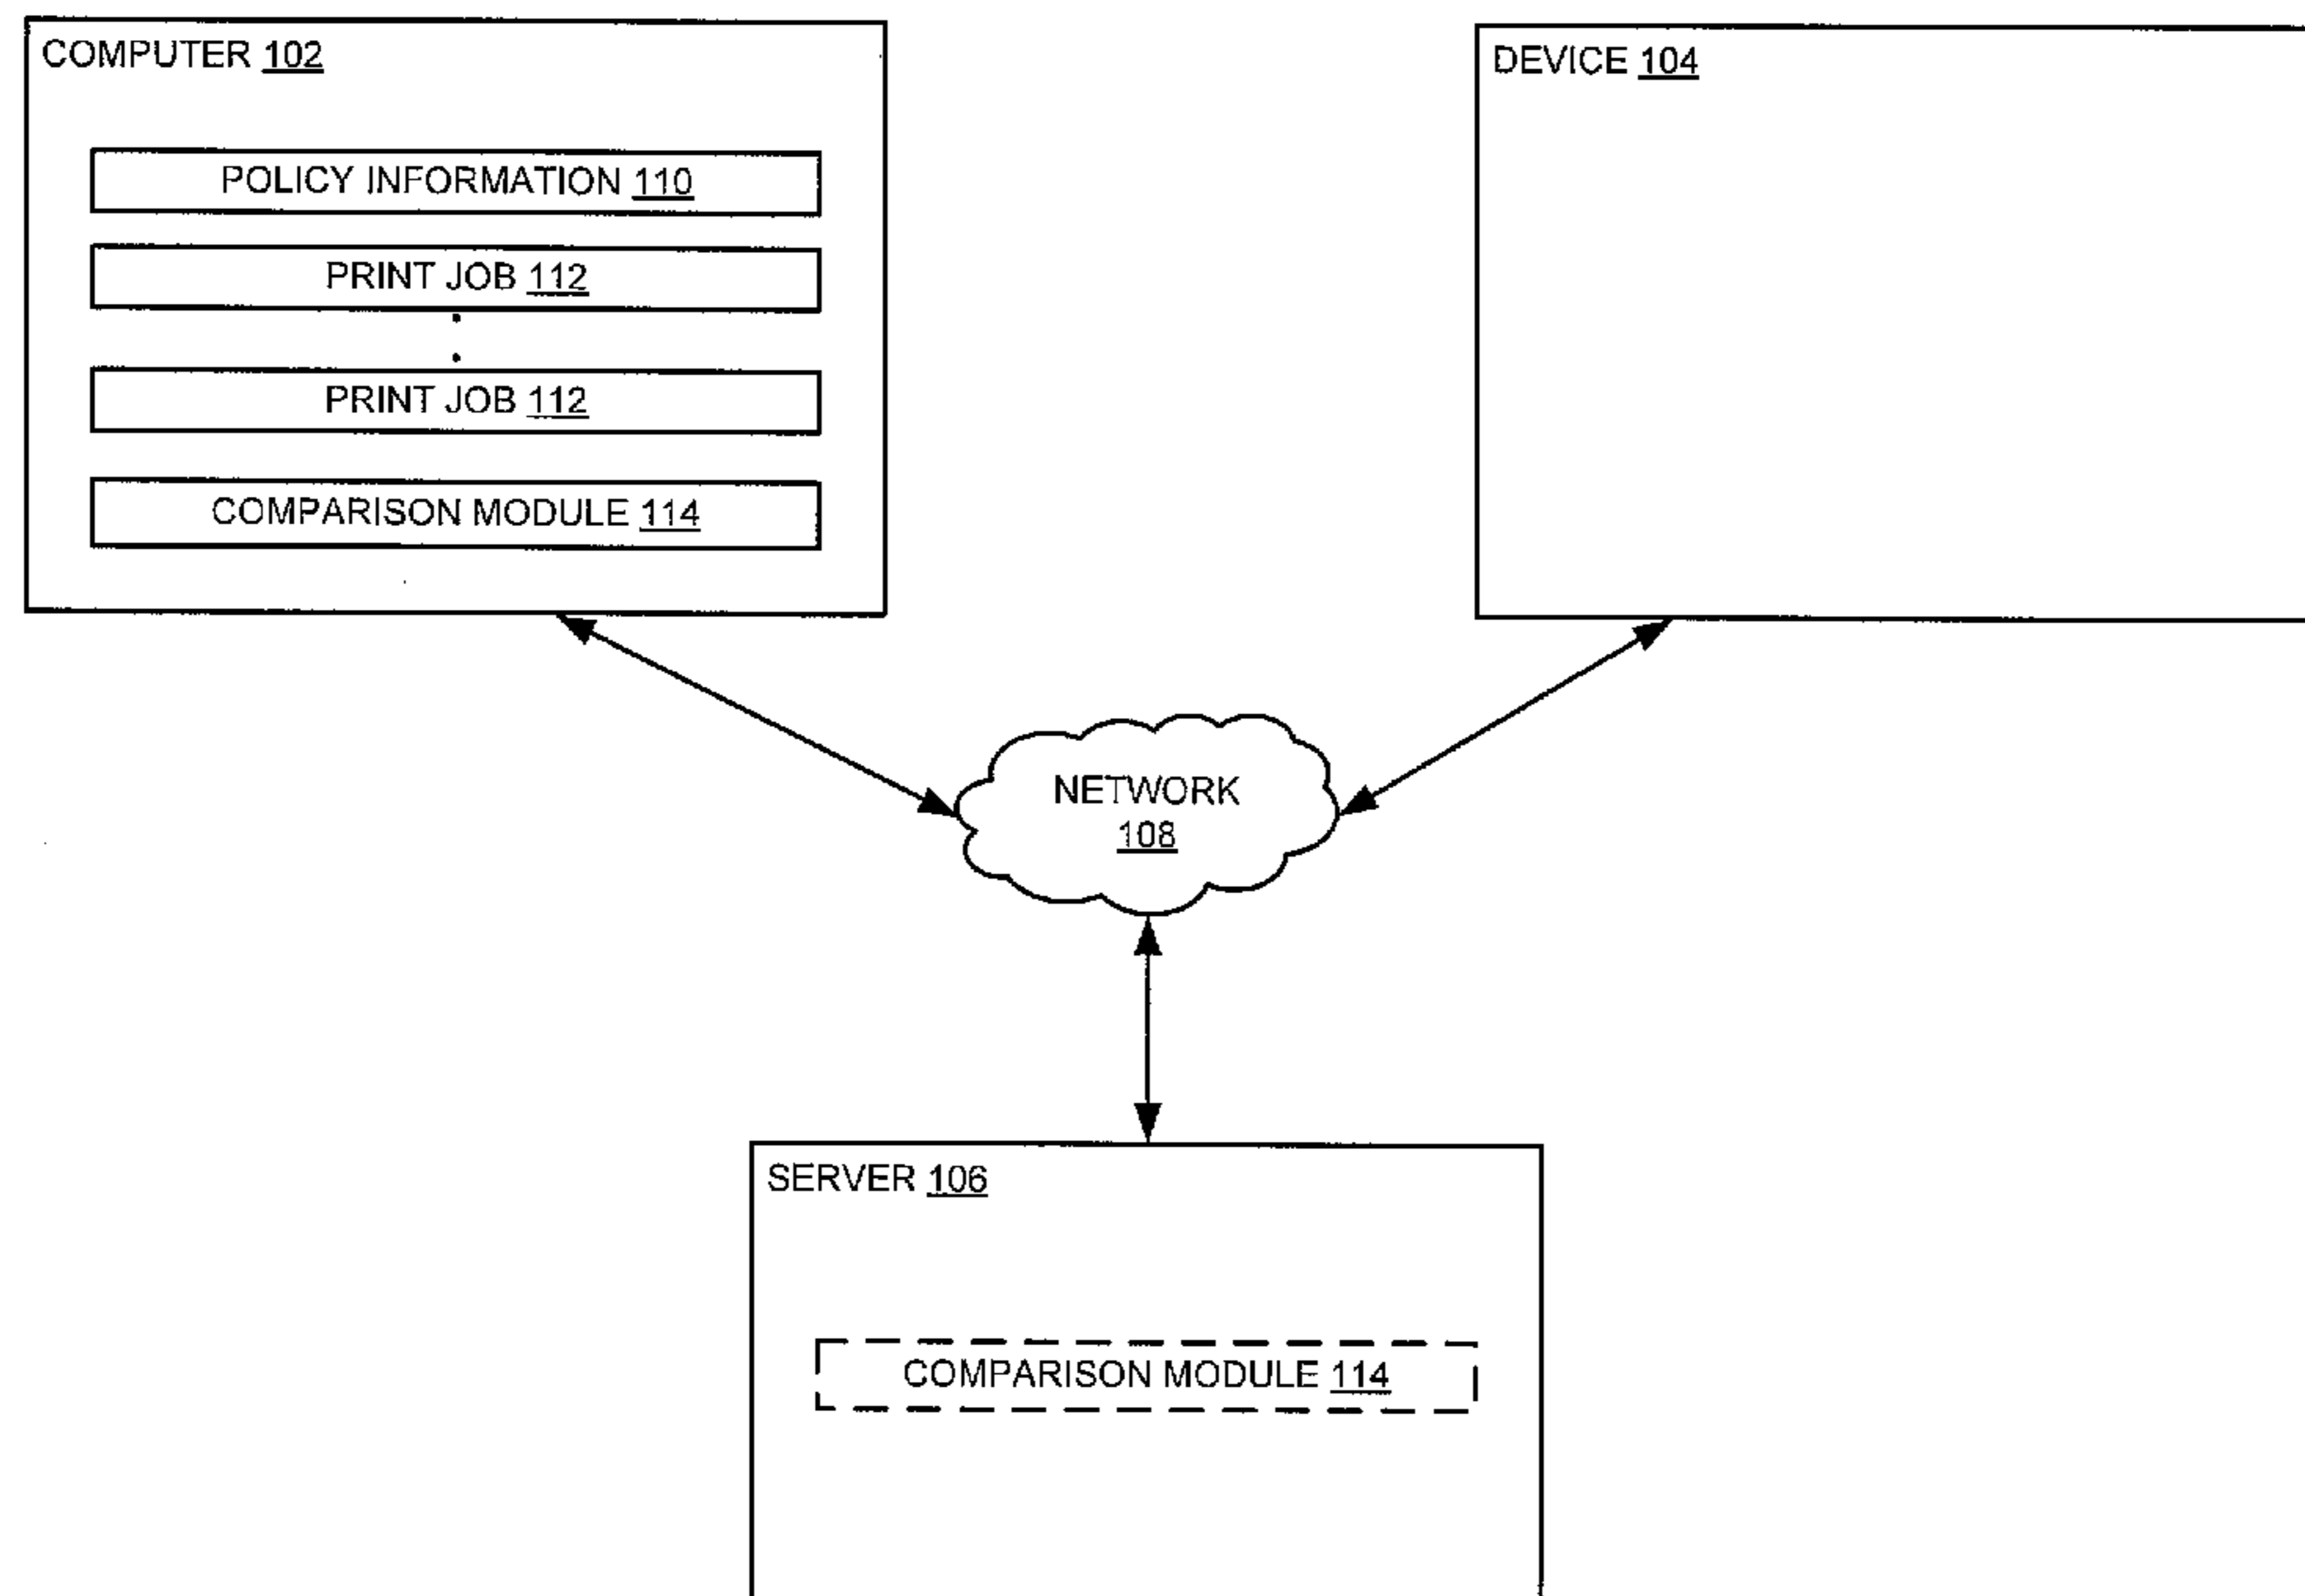 COMPUTER 102
POLICY INFORMATION 110
PRINT JOB 112
PRINT JOB 112
COMPARISON MODULE 114
DEVICE 104
NETWORK
108
SERVER 106
COMPARISON MODULE 114